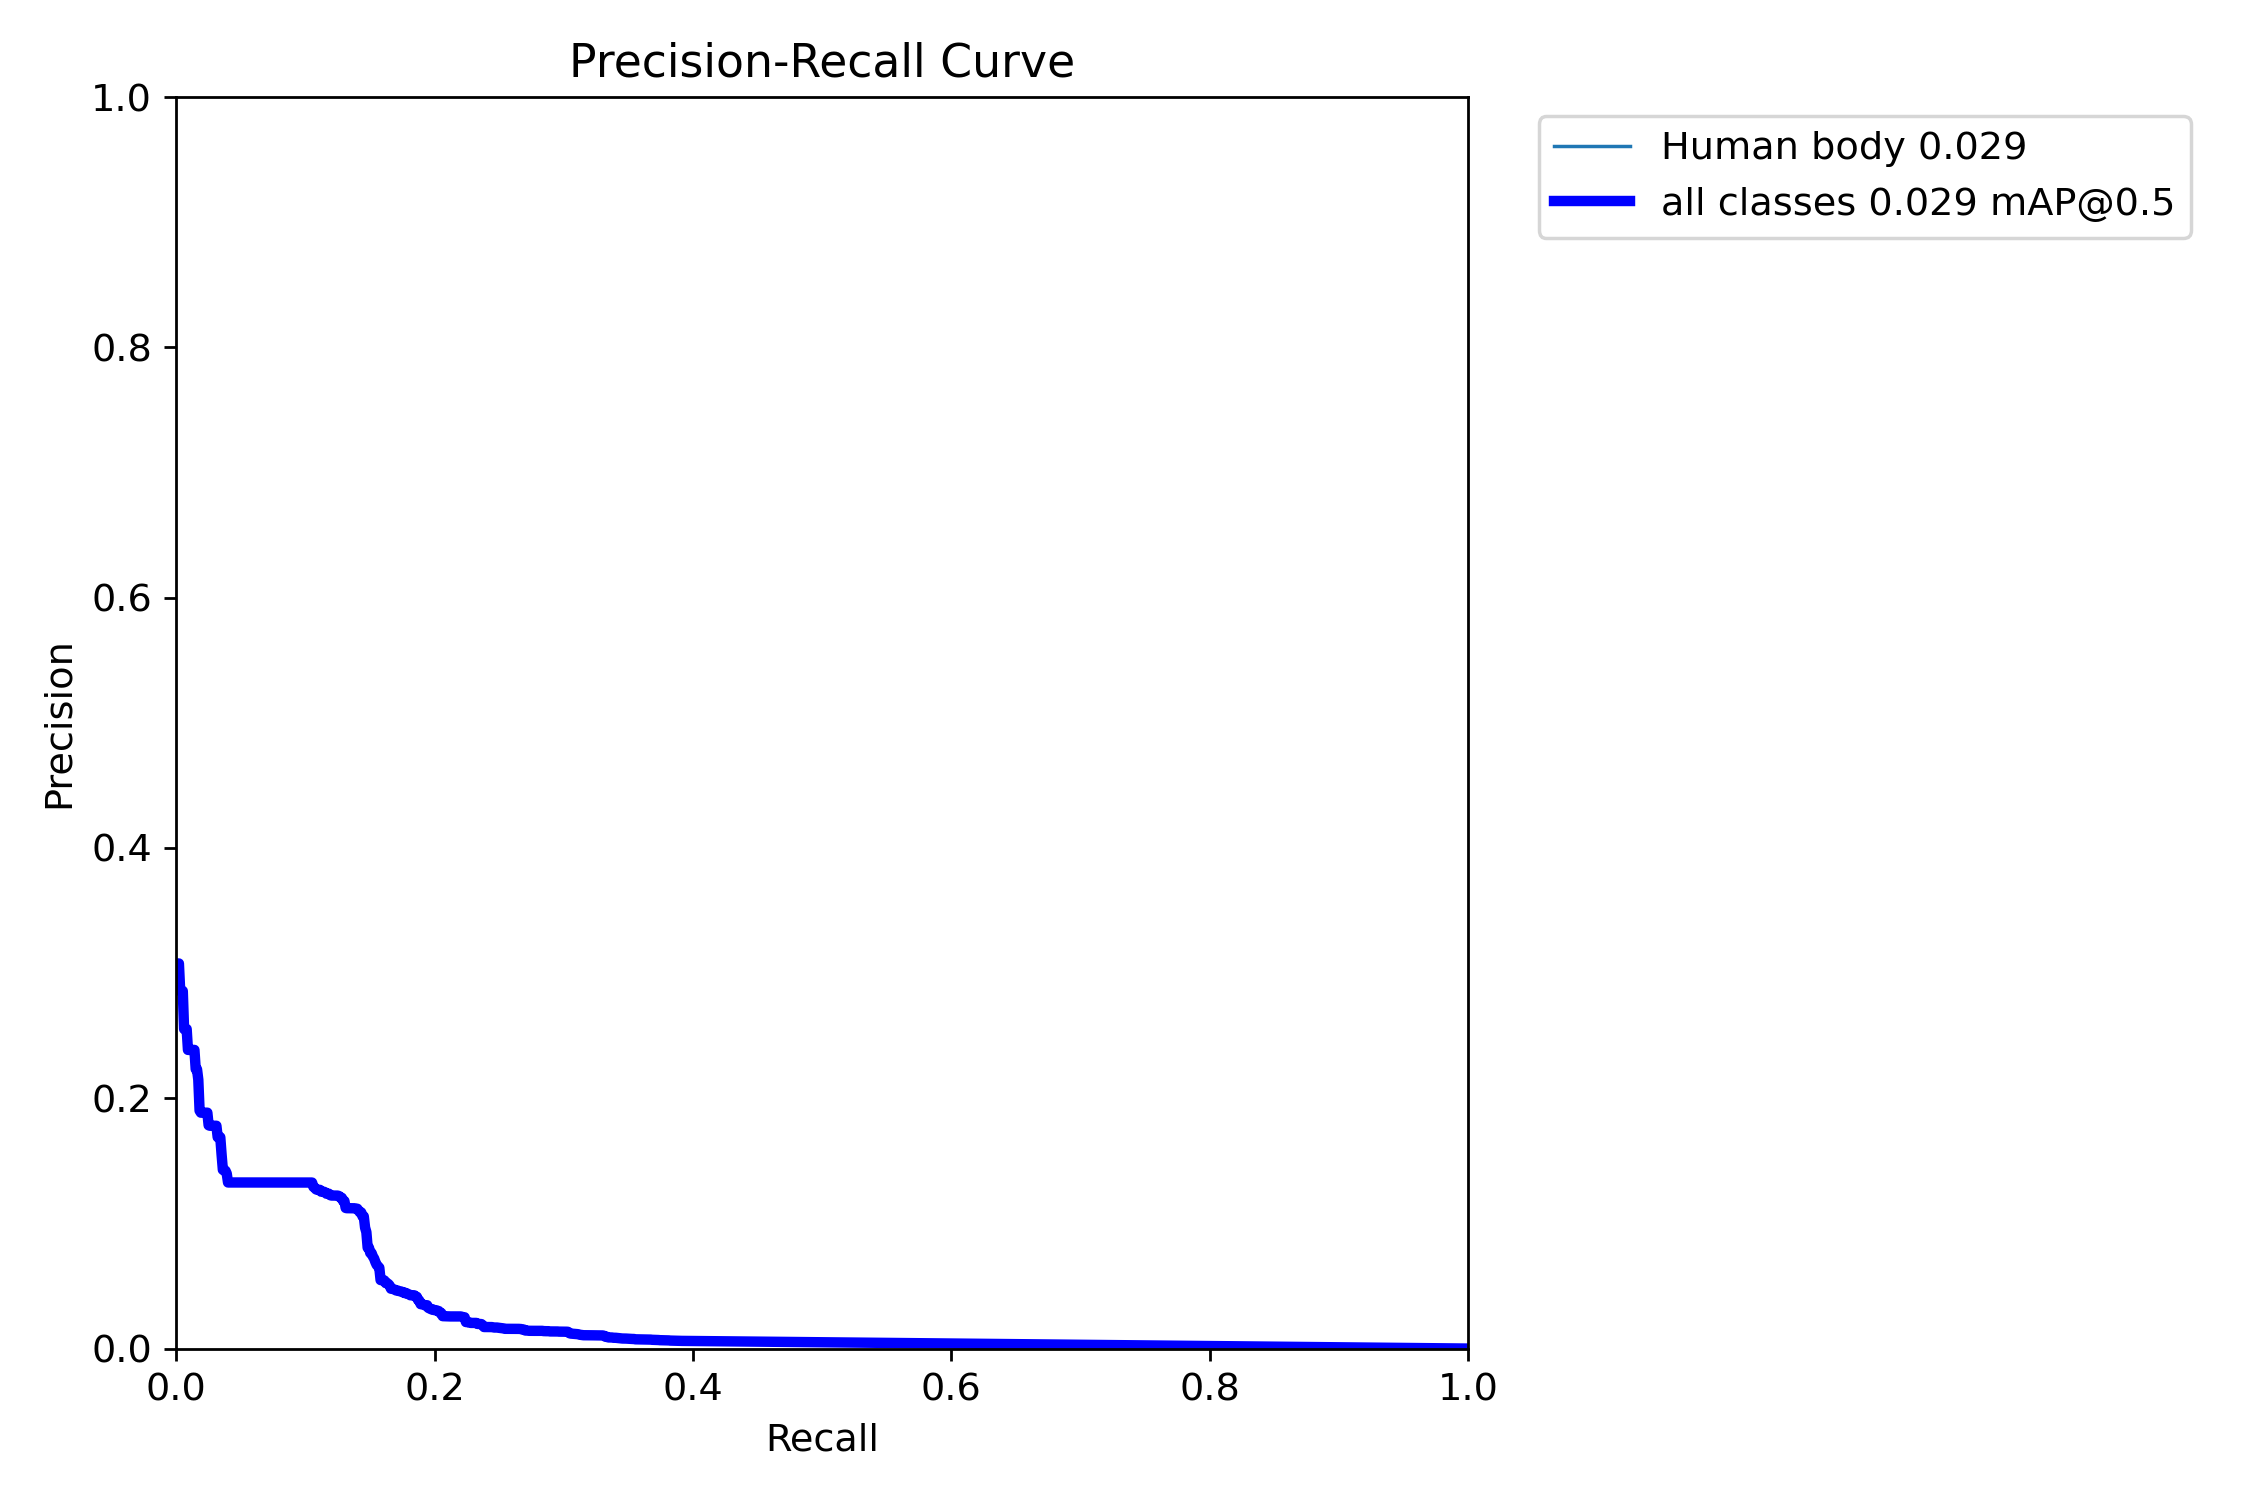 Precision-Recall Curve
1.0
0.8
0.6
0.4
0.2
0.0
Precision
0.0 0.2 0.4 0.6 0.8 1.0
Recall
Human body 0.029
all classes 0.029 mAP@0.5